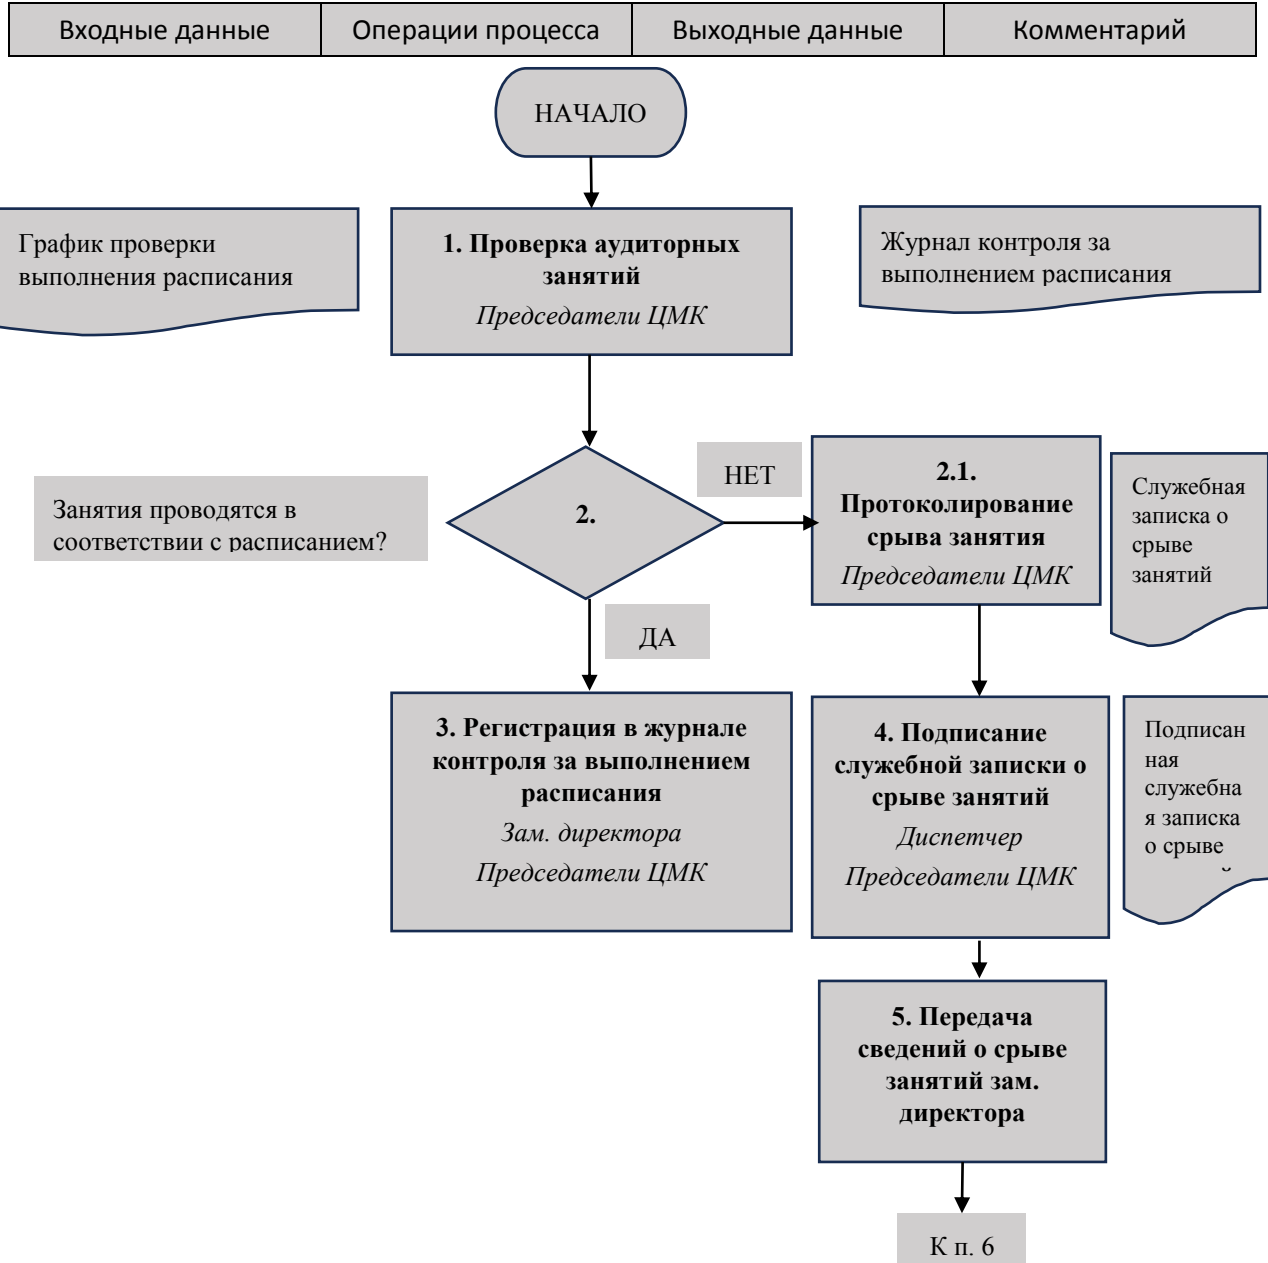 Входные данные
Операции процесса
Выходные данные
Комментарий
НАЧАЛО
График проверки
выполнения расписания
1. Проверка аудиторных
занятий
Председатели ЦМК
Журнал контроля за
выполнением расписания
Занятия проводятся в
соответствии с расписанием?
2.
НЕТ
2.1.
Протоколирование
срыва занятия
Председатели ЦМК
Служебная
записка о
срыве
занятий
ДА
3. Регистрация в журнале
контроля за выполнением
расписания
Зам. директора
Председатели ЦМК
4. Подписание
служебной записки о
срыве занятий
Диспетчер
Председатели ЦМК
Подписан
ная
служебна
я записка
о срыве
5. Передача
сведений о срыве
занятий зам.
директора
К п. 6